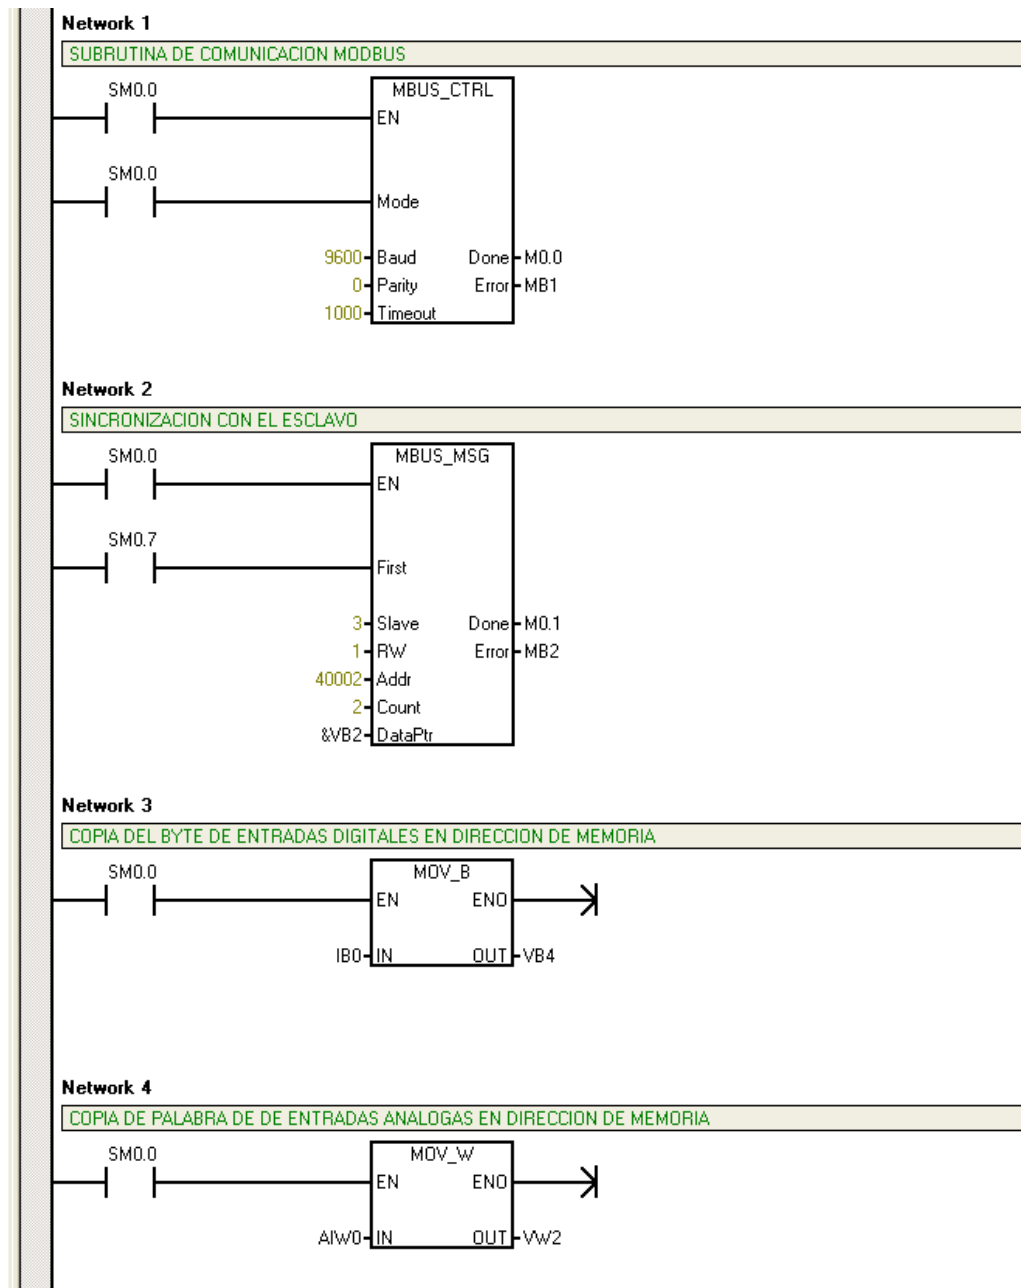 Network 1
SUBRUTINA DE COMUNICACION MODBUS
SM0.0
MBUS_CTRL
EN
SM0.0
Mode
9600 Baud Done M0.0
0 Parity Error MB1
1000 Timeout
Network 2
SINCRONIZACION CON EL ESCLAVO
SM0.0
MBUS_MSG
EN
SM0.7
First
3 Slave Done M0.1
1 RW Error MB2
40002 Addr
2 Count
&VB2 DataPtr
Network 3
COPIA DEL BYTE DE ENTRADAS DIGITALES EN DIRECCION DE MEMORIA
SM0.0
MOV_B
EN ENO
IB0 IN OUT VB4
Network 4
COPIA DE PALABRA DE DE ENTRADAS ANALOGAS EN DIRECCION DE MEMORIA
SM0.0
MOV_W
EN ENO
AIW0 IN OUT VW2